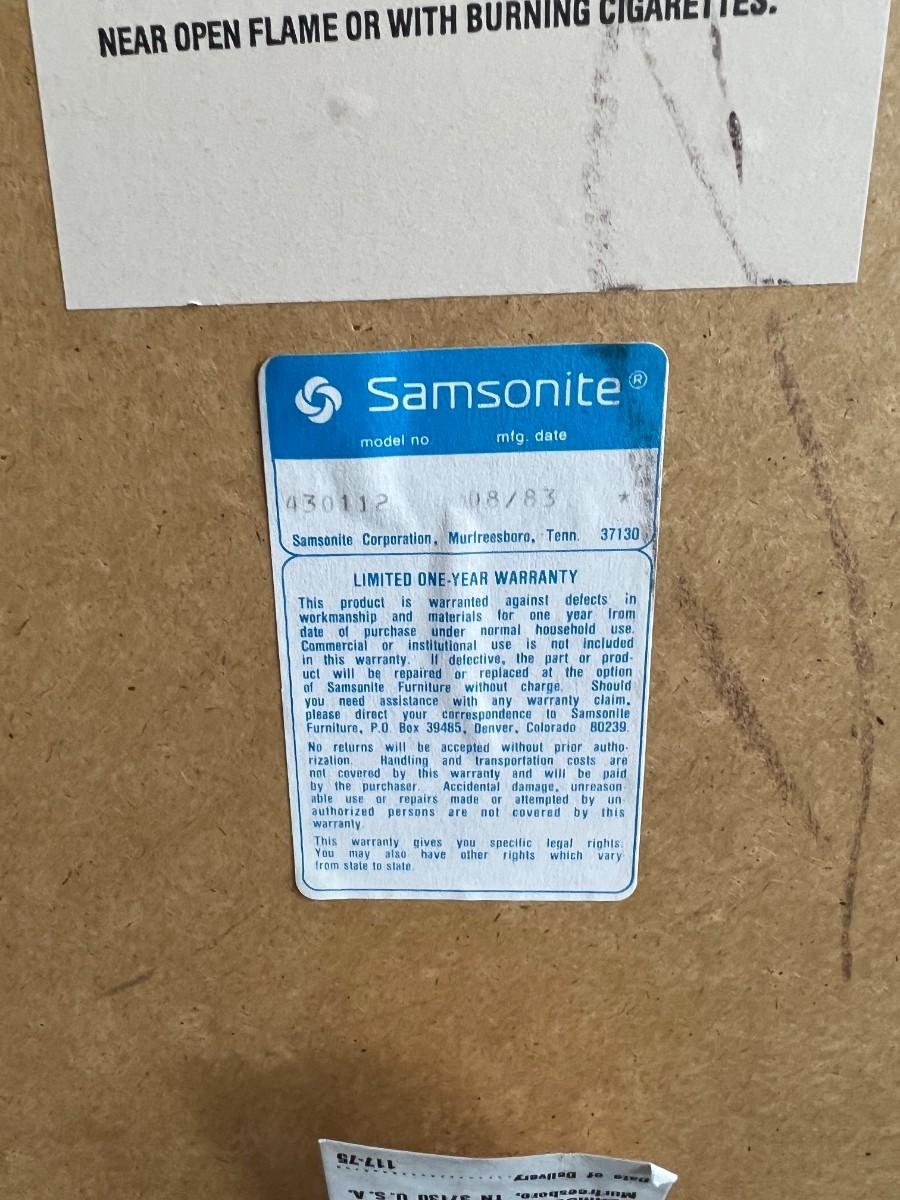 NEAR OPEN FLAME OR WITH BURNING CIGARETTES.
Samsonite®
model no mfg. date
430112 08/83 *
Samsonite Corporation, Murfreesboro, Tenn. 37130
LIMITED ONE-YEAR WARRANTY
This product is warranted against defects in
workmanship and materials for one year from
date of purchase under normal household use.
Commercial or institutional use is not included
in this warranty. If defective, the part or prod-
uct will be repaired or replaced at the option
of Samsonite Furniture without charge. Should
you need assistance with any warranty claim,
please direct your correspondence to Samsonite
Furniture, P.O. Box 39485, Denver, Colorado 80239.
No returns will be accepted without prior autho-
rization. Handling and transportation costs are
not covered by this warranty and will be paid
by the purchaser. Accidental damage, unreason-
able use or repairs made or attempted by un-
authorized persons are not covered by this
warranty.
This warranty gives you specific legal rights.
You may also have other rights which vary
from state to state.
Murfreesboro, TN 37130 U.S.A.
Date of Delivery
117-75